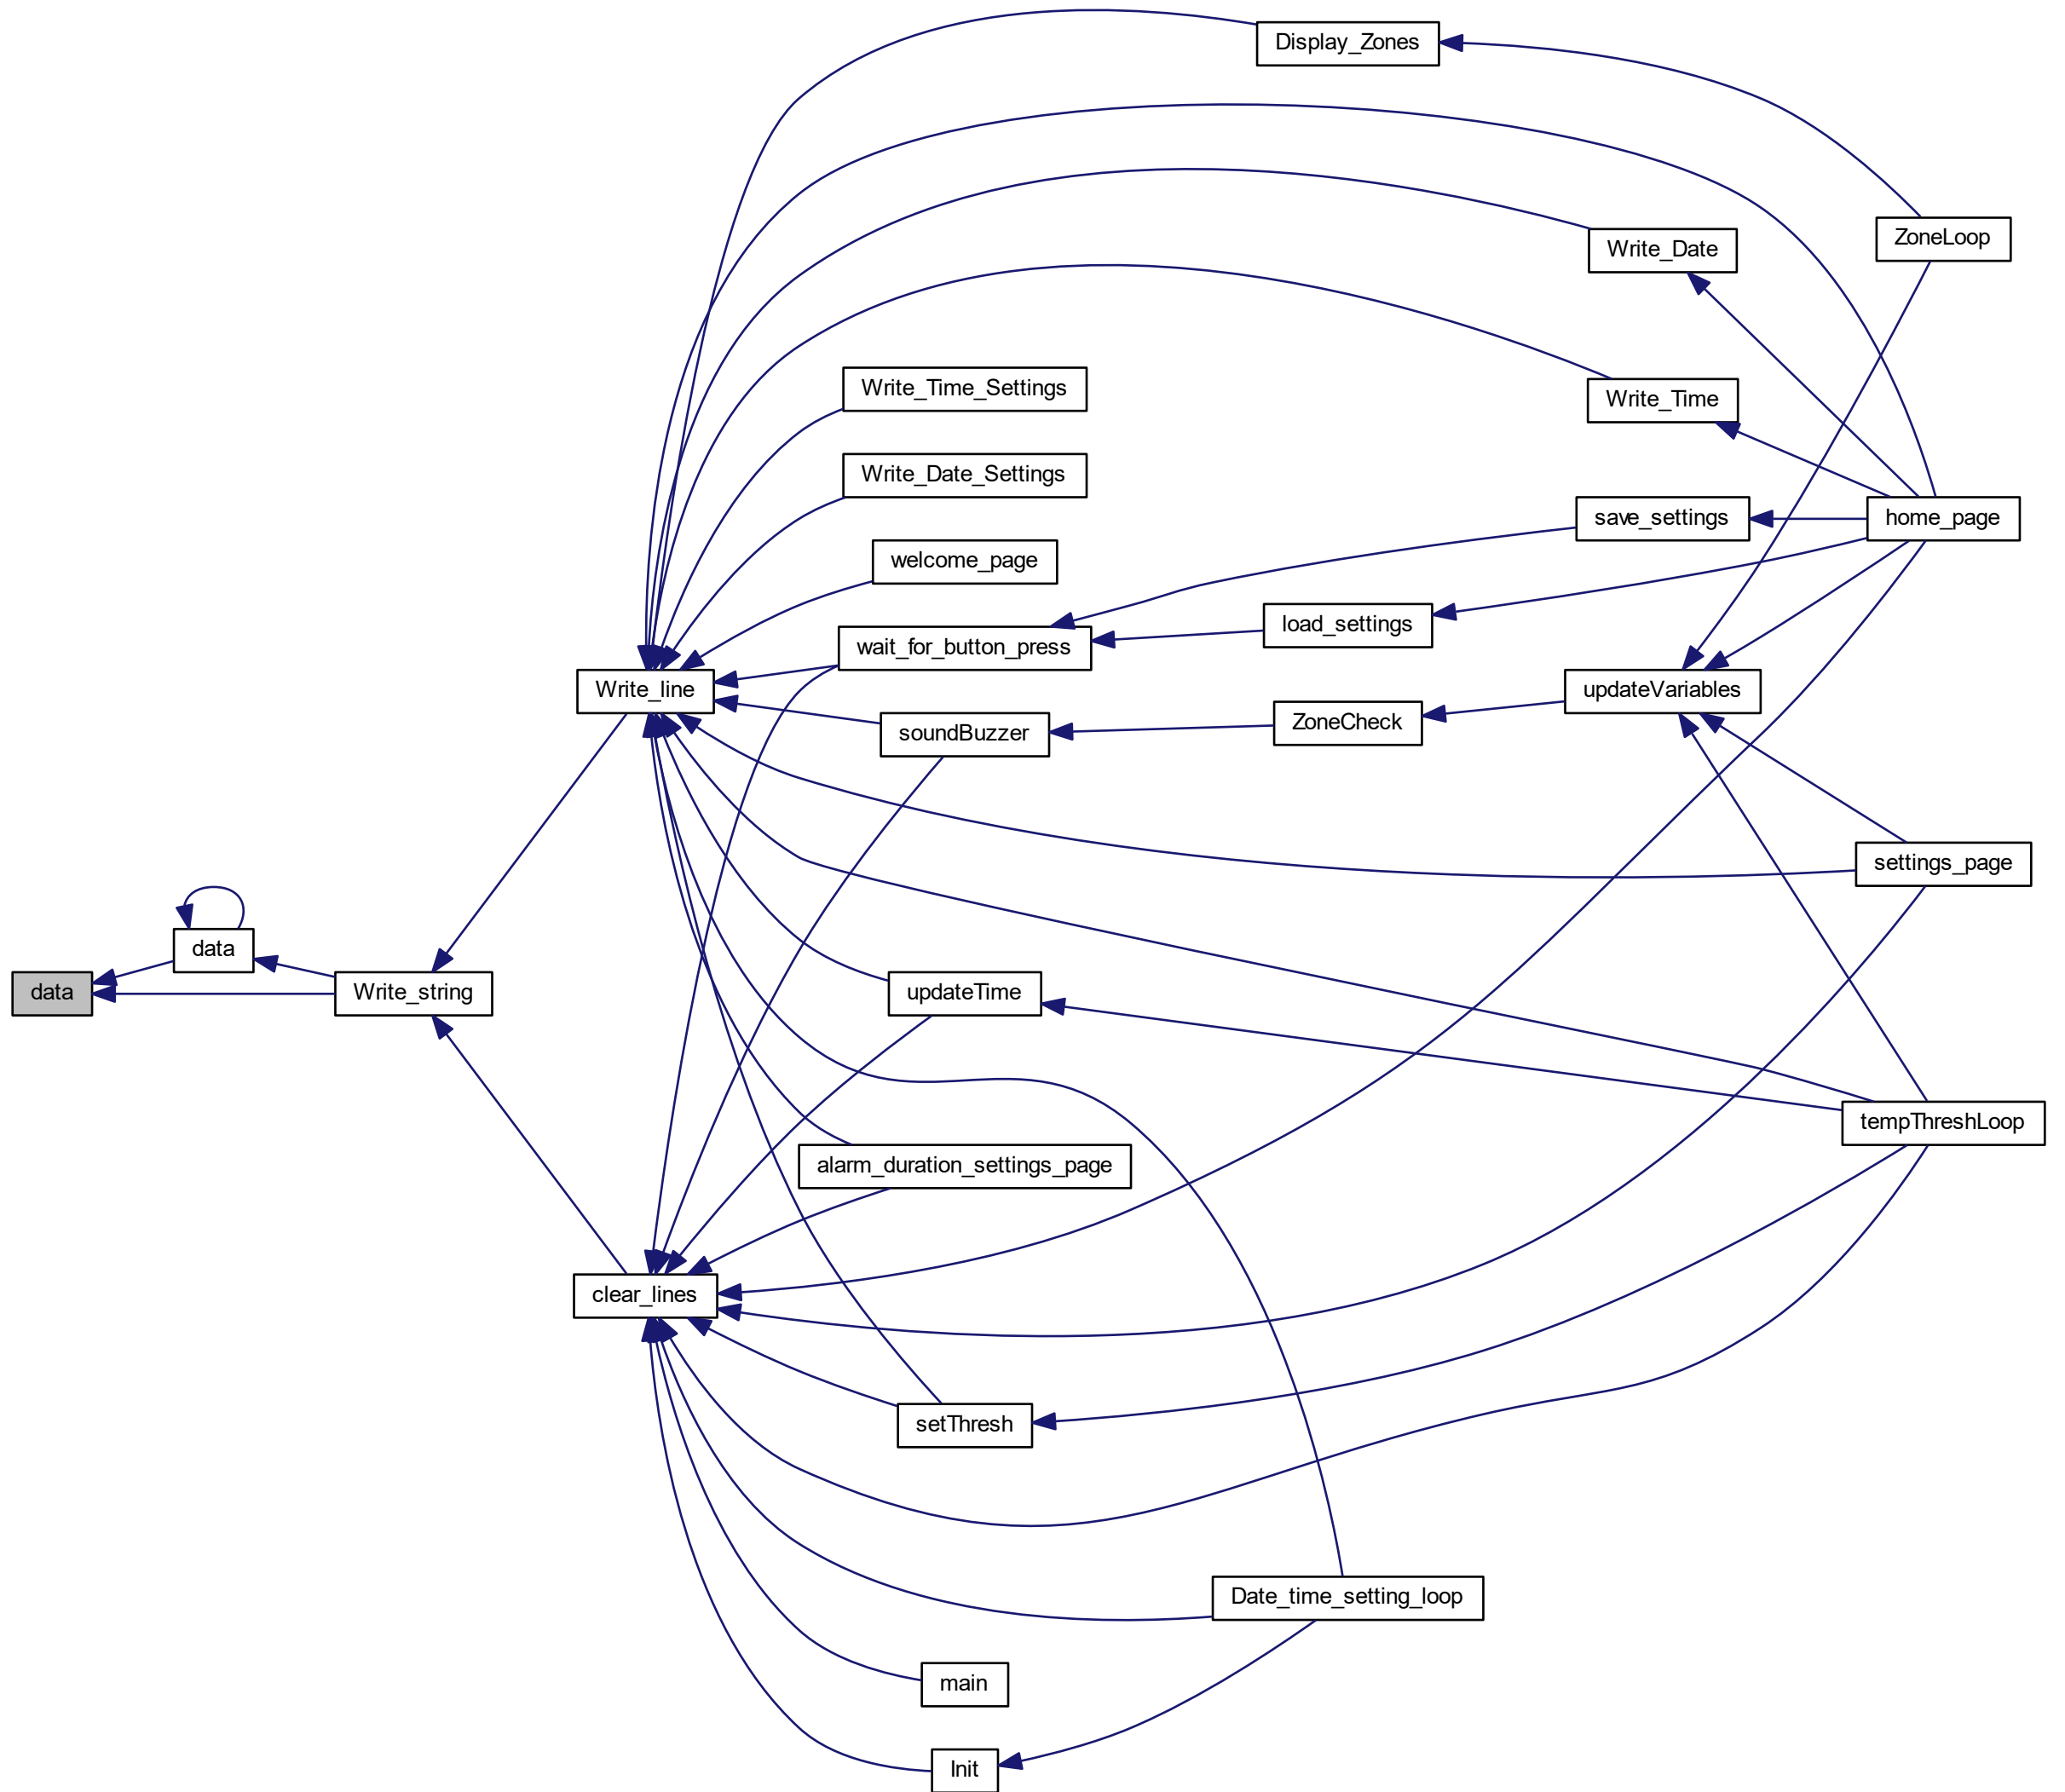 Display_Zones
ZoneLoop
Write_Date
Write_Time_Settings
Write_Time
Write_Date_Settings
save_settings
home_page
welcome_page
load_settings
wait_for_button_press
Write_line
updateVariables
soundBuzzer
ZoneCheck
settings_page
data
data
Write_string
updateTime
tempThreshLoop
alarm_duration_settings_page
clear_lines
setThresh
Date_time_setting_loop
main
Init